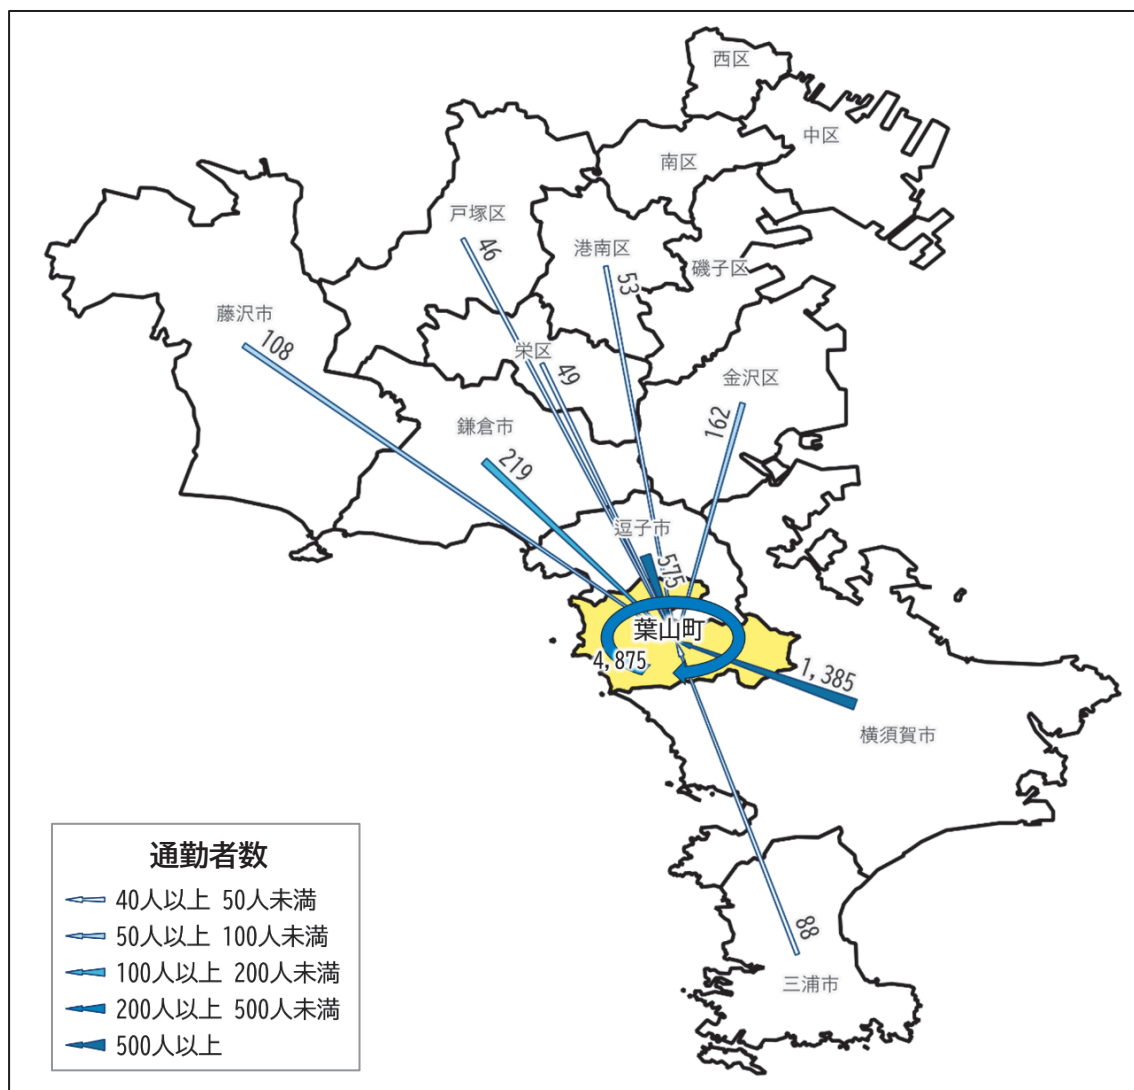 西区
中区
南区
戸塚区
46
港南区
53
磯子区
藤沢市
108
栄区
49
金沢区
162
鎌倉市
219
逗子市
575
葉山町
4,875
1,385
横須賀市
88
三浦市
通勤者数
40人以上 50人未満
50人以上 100人未満
100人以上 200人未満
200人以上 500人未満
500人以上